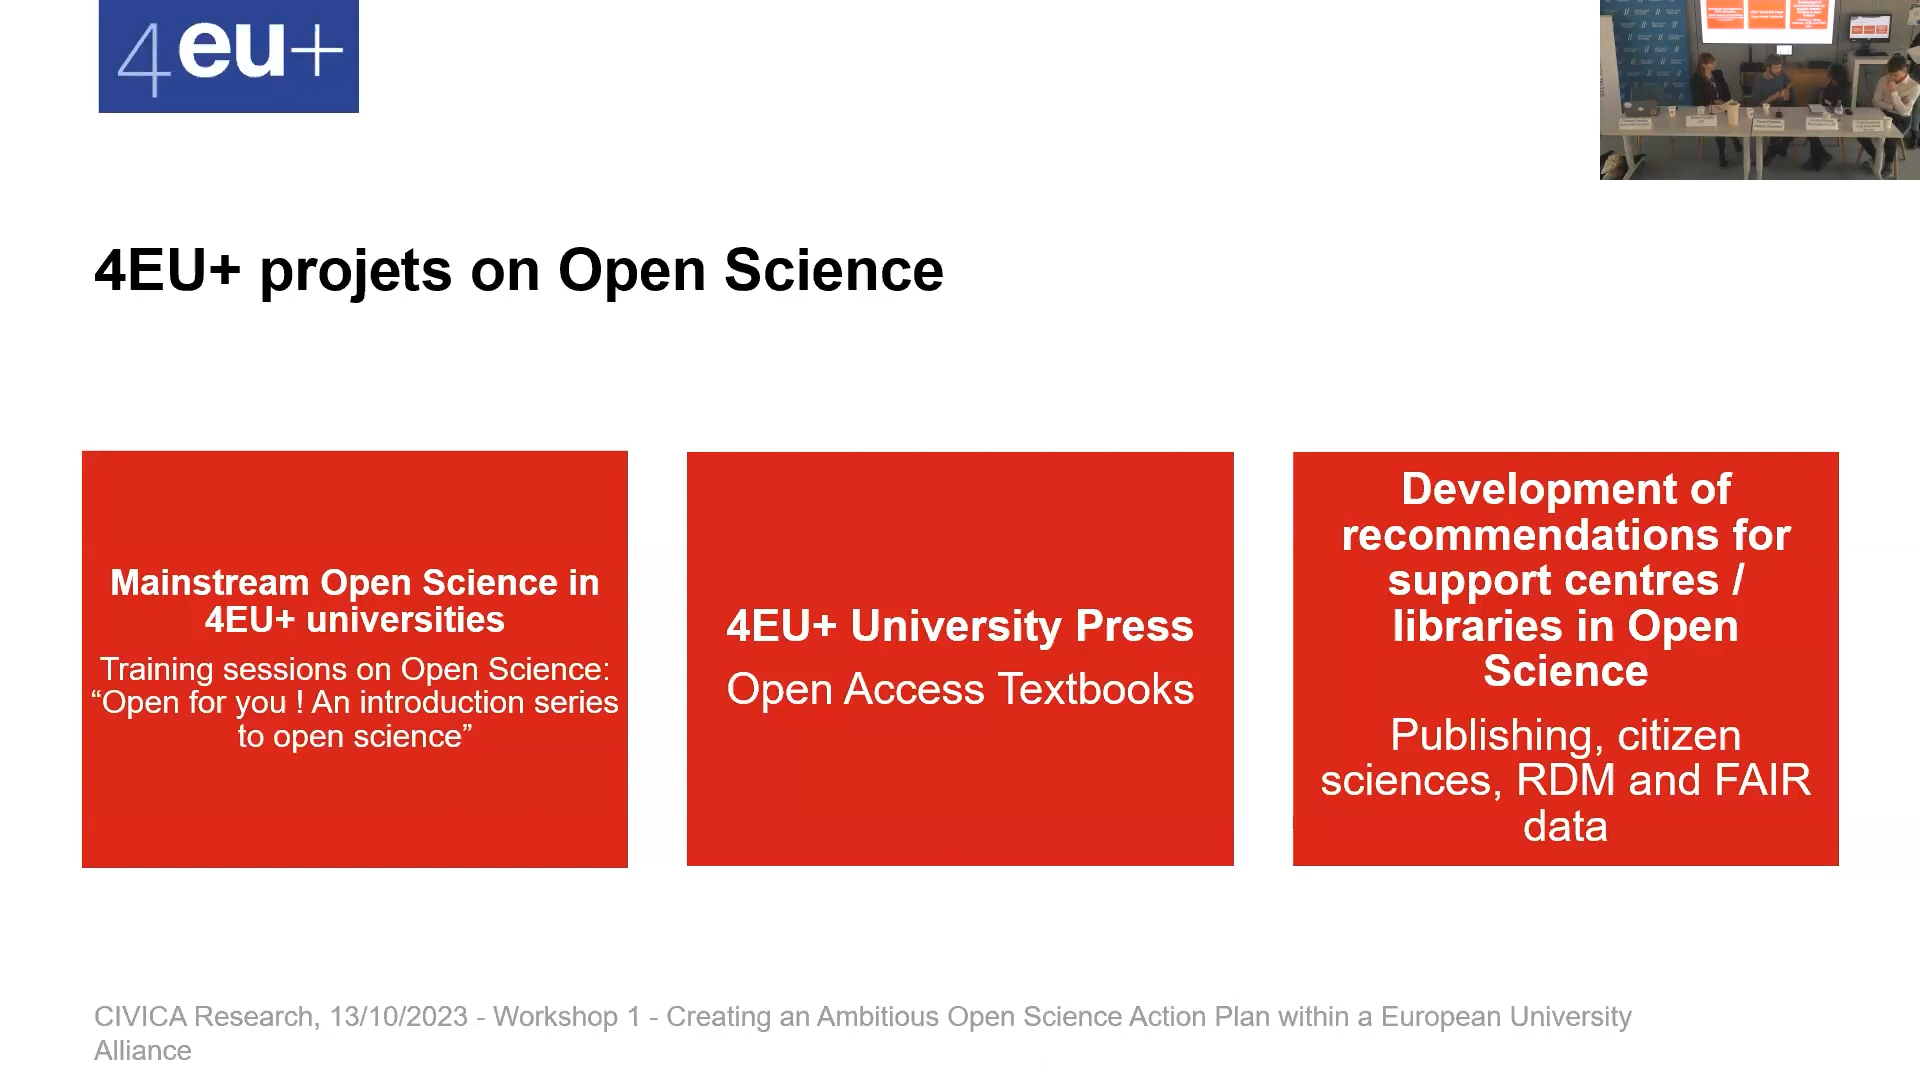 4eu+
4EU+ projets on Open Science
Mainstream Open Science in
4EU+ universities
Training sessions on Open Science:
“Open for you ! An introduction series
to open science”
4EU+ University Press
Open Access Textbooks
Development of
recommendations for
support centres /
libraries in Open
Science
Publishing, citizen
sciences, RDM and FAIR
data
CIVICA Research, 13/10/2023 - Workshop 1 - Creating an Ambitious Open Science Action Plan within a European University
Alliance